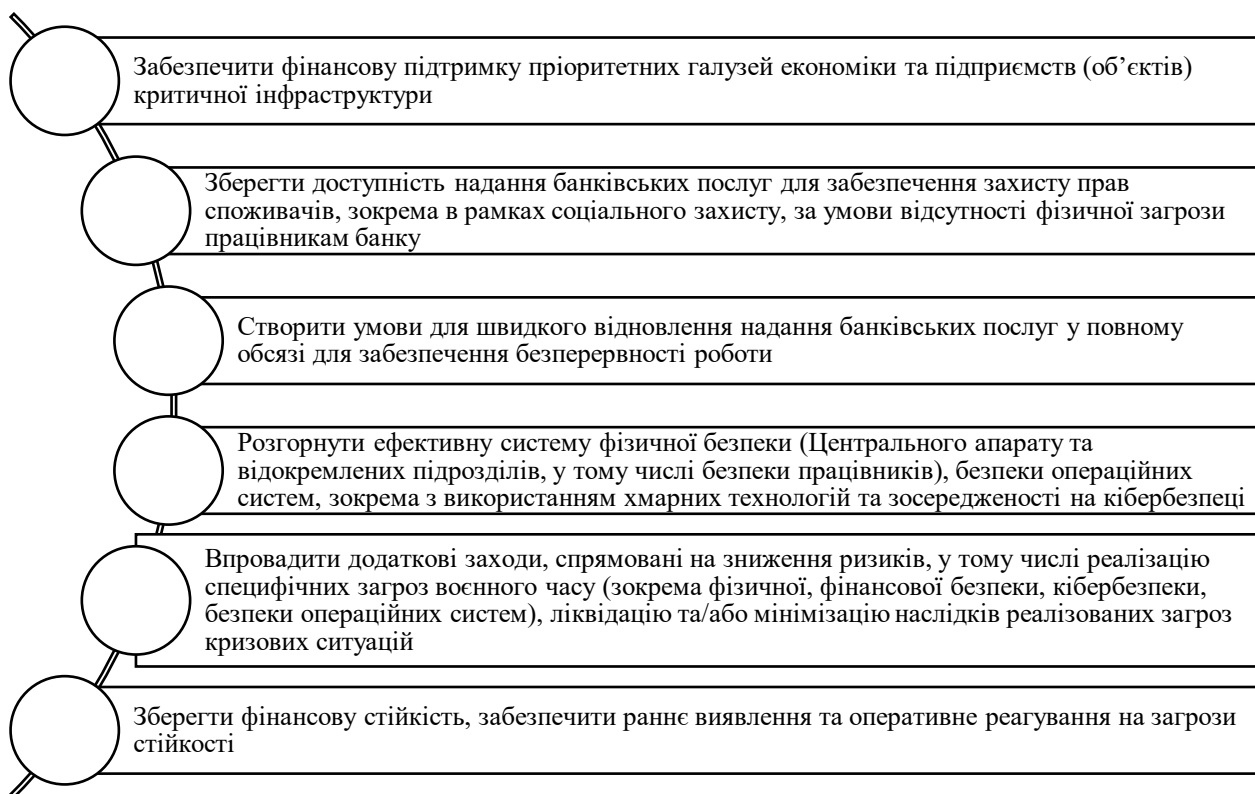 Забезпечити фінансову підтримку пріоритетних галузей економіки та підприємств (об’єктів)
критичної інфраструктури
Зберегти доступність надання банківських послуг для забезпечення захисту прав
споживачів, зокрема в рамках соціального захисту, за умови відсутності фізичної загрози
працівникам банку
Створити умови для швидкого відновлення надання банківських послуг у повному
обсязі для забезпечення безперервності роботи
Розгорнути ефективну систему фізичної безпеки (Центрального апарату та
відокремлених підрозділів, у тому числі безпеки працівників), безпеки операційних
систем, зокрема з використанням хмарних технологій та зосередженості на кібербезпеці
Впровадити додаткові заходи, спрямовані на зниження ризиків, у тому числі реалізацію
специфічних загроз воєнного часу (зокрема фізичної, фінансової безпеки, кібербезпеки,
безпеки операційних систем), ліквідацію та/або мінімізацію наслідків реалізованих загроз
кризових ситуацій
Зберегти фінансову стійкість, забезпечити раннє виявлення та оперативне реагування на загрози
стійкості